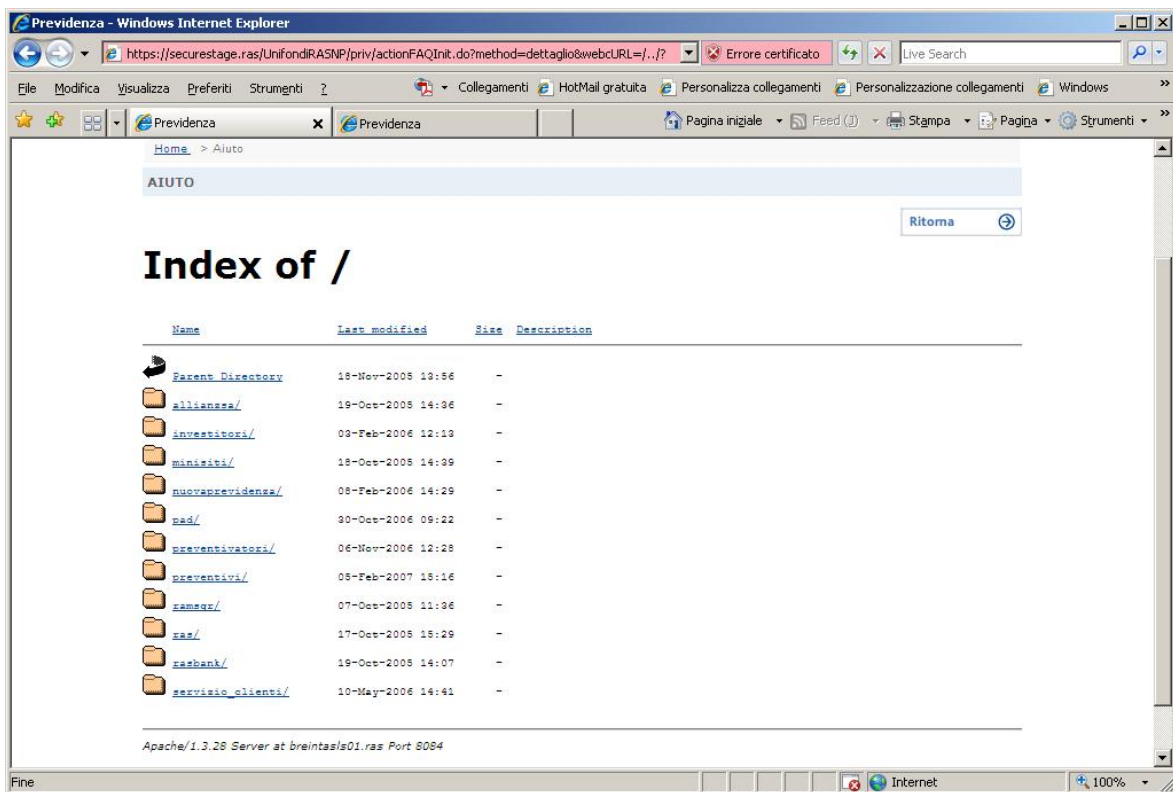 Previdenza - Windows Internet Explorer
https://securestage.ras/UnifondiRASNP/priv/actionFAQInit.do?method=dettaglio&webcURL=/../? Errore certificato Live Search
File Modifica Visualizza Preferiti Strumenti ? Collegamenti HotMail gratuita Personalizza collegamenti Personalizzazione collegamenti Windows »
Previdenza x Previdenza Pagina iniziale Feed (J) Stampa Pagina Strumenti »
Home > Aiuto
AIUTO
Ritorna
Index of /
Name Last modified Size Description
Parent Directory 18-Nov-2005 13:56 -
allianzsa/ 19-Oct-2005 14:36 -
investitori/ 03-Feb-2006 12:13 -
minisiti/ 18-Oct-2005 14:39 -
nuovaprevidenza/ 08-Feb-2006 14:29 -
pad/ 30-Oct-2006 09:22 -
preventivatori/ 06-Nov-2006 12:28 -
preventivi/ 05-Feb-2007 15:16 -
ramsgr/ 07-Oct-2005 11:36 -
ras/ 17-Oct-2005 15:29 -
rasbank/ 19-Oct-2005 14:07 -
servizio_clienti/ 10-May-2006 14:41 -
Apache/1.3.28 Server at breintasls01.ras Port 8084
Fine Internet 100%